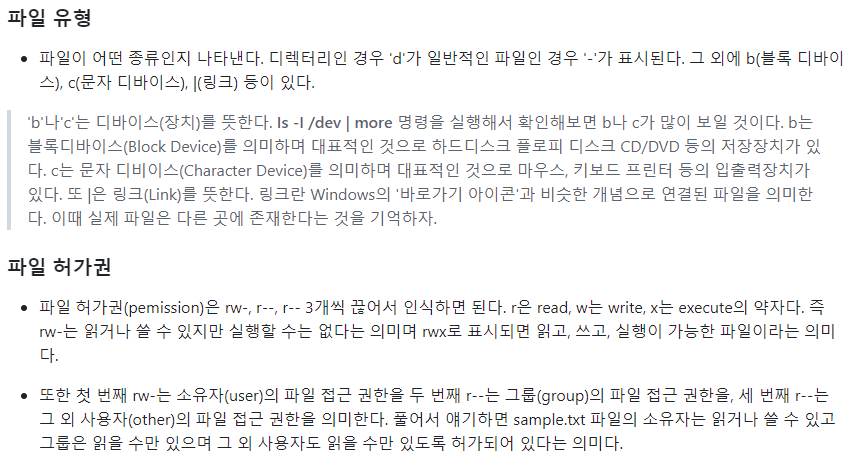 파일 유형
파일이 어떤 종류인지 나타낸다. 디렉터리인 경우 'd'가 일반적인 파일인 경우 '-'가 표시된다. 그 외에 b(블록 디바이
스), c(문자 디바이스), |(링크) 등이 있다.
'b'나'c'는 디바이스(장치)를 뜻한다. ls -l /dev | more 명령을 실행해서 확인해보면 b나 c가 많이 보일 것이다. b는
블록디바이스(Block Device)를 의미하며 대표적인 것으로 하드디스크 플로피 디스크 CD/DVD 등의 저장장치가 있
다. c는 문자 디비이스(Character Device)를 의미하며 대표적인 것으로 마우스, 키보드 프린터 등의 입출력장치가
있다. 또 |은 링크(Link)를 뜻한다. 링크란 Windows의 '바로가기 아이콘'과 비슷한 개념으로 연결된 파일을 의미한
다. 이때 실제 파일은 다른 곳에 존재한다는 것을 기억하자.
파일 허가권
파일 허가권(pemission)은 rw-, r--, r-- 3개씩 끊어서 인식하면 된다. r은 read, w는 write, x는 execute의 약자다. 즉
rw-는 읽거나 쓸 수 있지만 실행할 수는 없다는 의미며 rwx로 표시되면 읽고, 쓰고, 실행이 가능한 파일이라는 의미
다.
또한 첫 번째 rw-는 소유자(user)의 파일 접근 권한을 두 번째 r--는 그룹(group)의 파일 접근 권한을, 세 번째 r--는
그 외 사용자(other)의 파일 접근 권한을 의미한다. 풀어서 얘기하면 sample.txt 파일의 소유자는 읽거나 쓸 수 있고
그룹은 읽을 수만 있으며 그 외 사용자도 읽을 수만 있도록 허가되어 있다는 의미다.